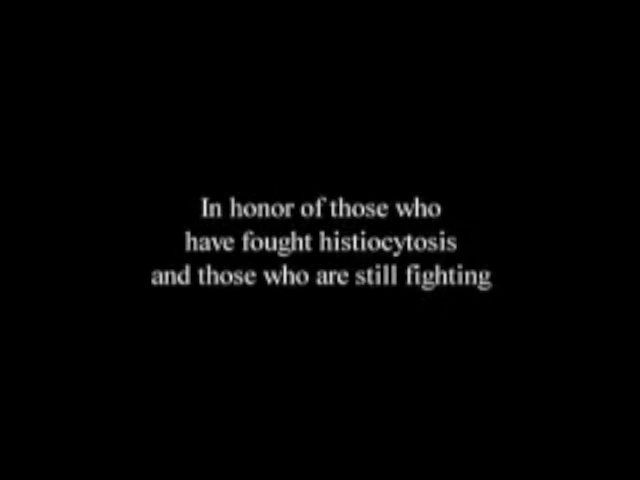 In honor of those who
have fought histiocytosis
and those who are still fighting